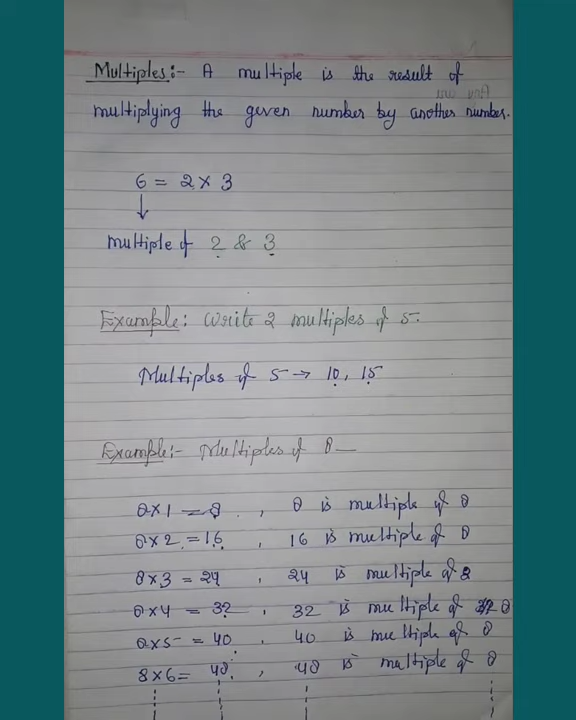 Multiples:- A multiple is the result of
multiplying the given number by another number.
6 = 2 × 3
↓
multiple of 2 & 3
Example: Write 2 multiples of 5.
Multiples of 5 → 10, 15
Example:- Multiples of 8 —
8×1 = 8, 8 is multiple of 8
8×2 = 16, 16 is multiple of 8
8×3 = 24, 24 is multiple of 8
8×4 = 32, 32 is multiple of 8
8×5 = 40, 40 is multiple of 8
8×6 = 48, 48 is multiple of 8